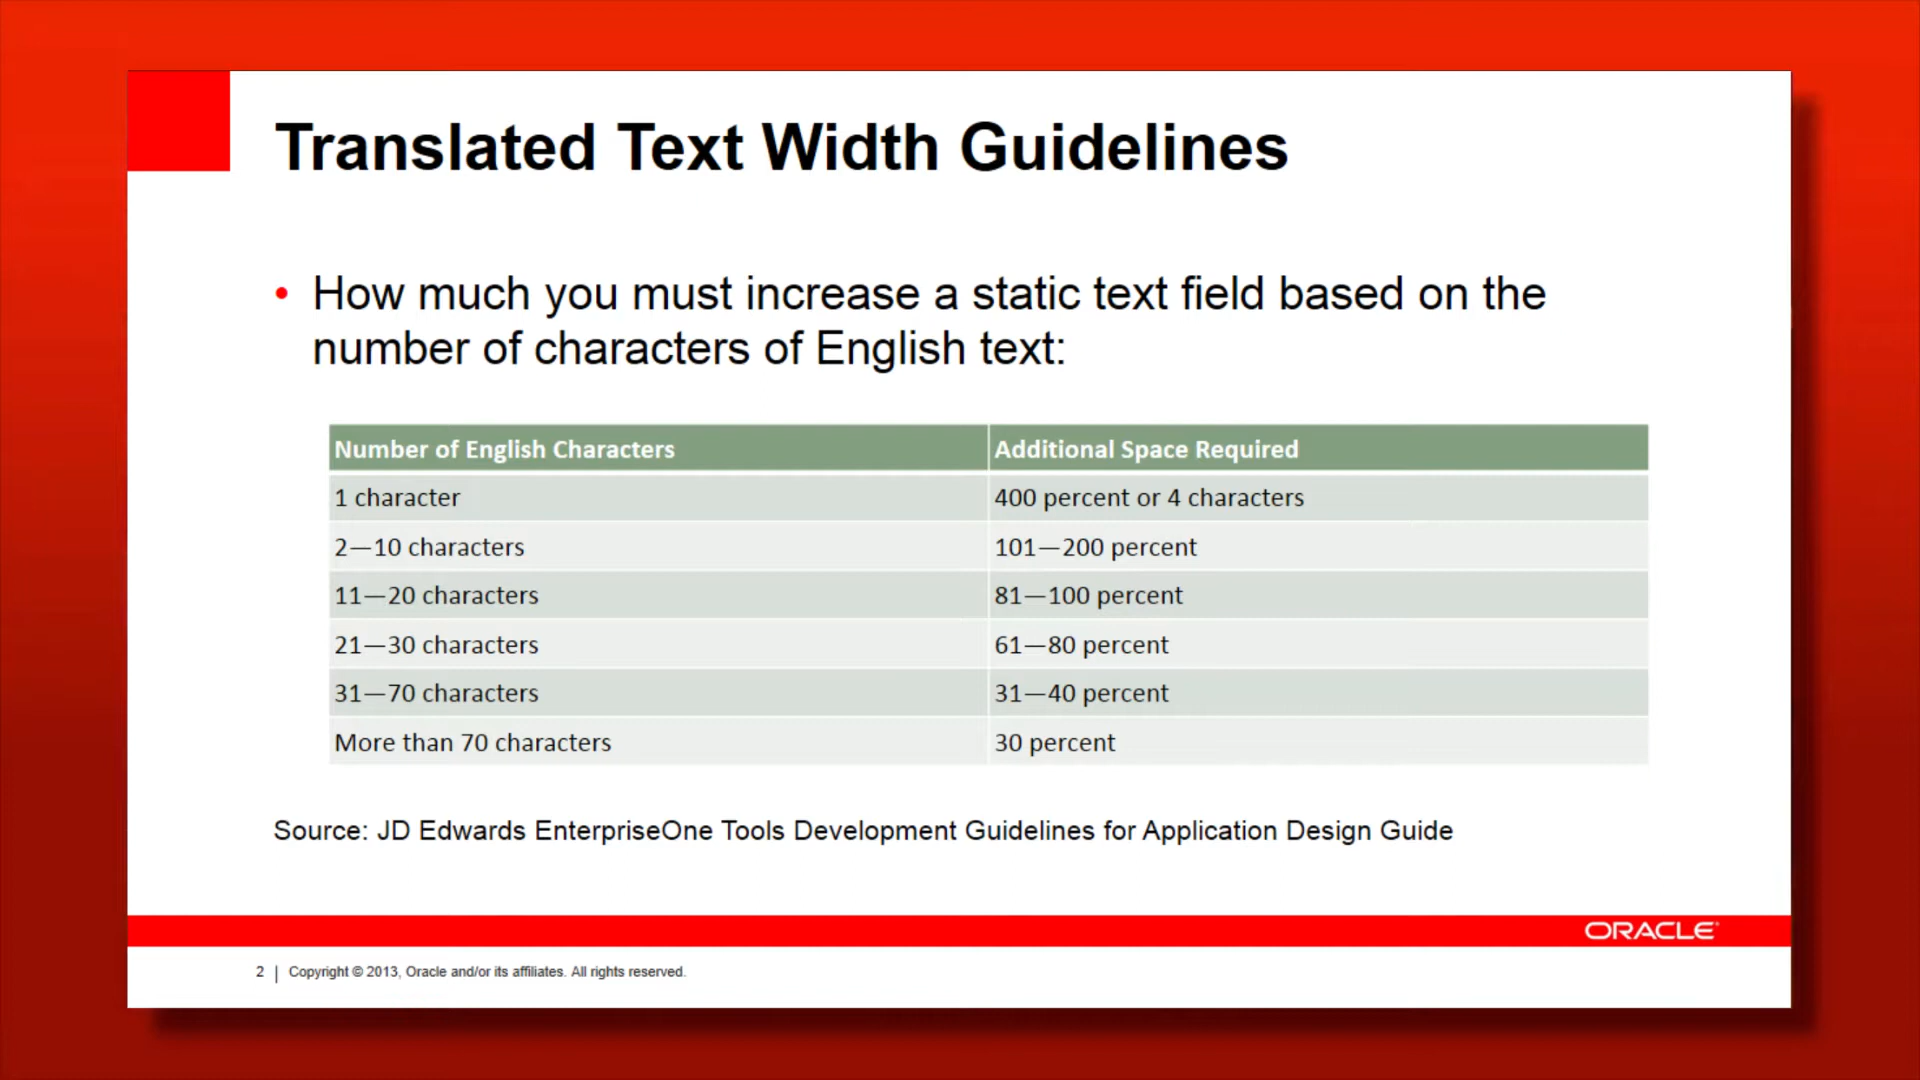 Translated Text Width Guidelines
• How much you must increase a static text field based on the
number of characters of English text:
Number of English Characters Additional Space Required
1 character 400 percent or 4 characters
2—10 characters 101—200 percent
11—20 characters 81—100 percent
21—30 characters 61—80 percent
31—70 characters 31—40 percent
More than 70 characters 30 percent
Source: JD Edwards EnterpriseOne Tools Development Guidelines for Application Design Guide
ORACLE
2 | Copyright © 2013, Oracle and/or its affiliates. All rights reserved.